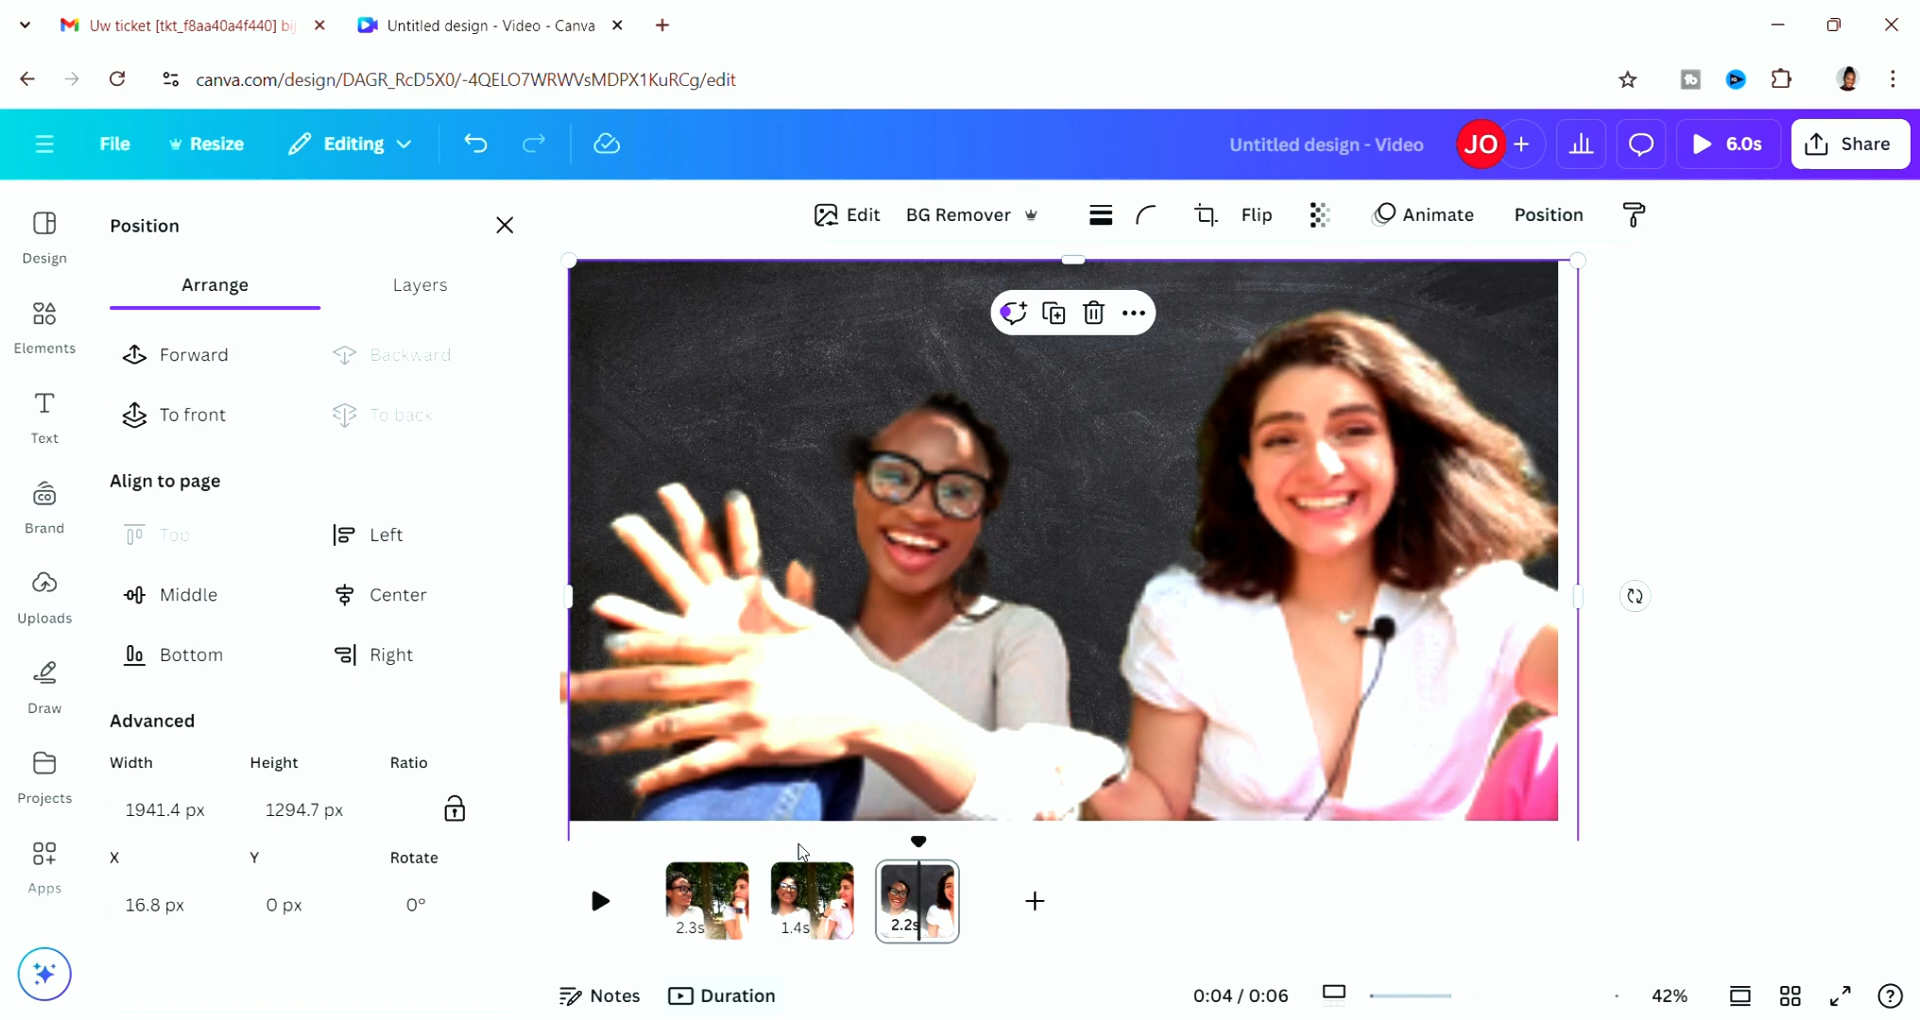 Uw ticket [tkt_f8aa40a4f440] bij
Untitled design - Video - Canva
canva.com/design/DAGR_RcD5X0/-4QELO7WRWVsMDPX1KuRCg/edit
File
Resize
Editing
Untitled design - Video
JO
6.0s
Share
Design
Elements
Text
Brand
Uploads
Draw
Projects
Apps
Position
Arrange
Layers
Forward
Backward
To front
To back
Align to page
Top
Left
Middle
Center
Bottom
Right
Advanced
Width
Height
Ratio
1941.4 px
1294.7 px
X
Y
Rotate
16.8 px
0 px
0°
Edit
BG Remover
Flip
Animate
Position
2.3s
1.4s
2.2s
Notes
Duration
0:04 / 0:06
42%